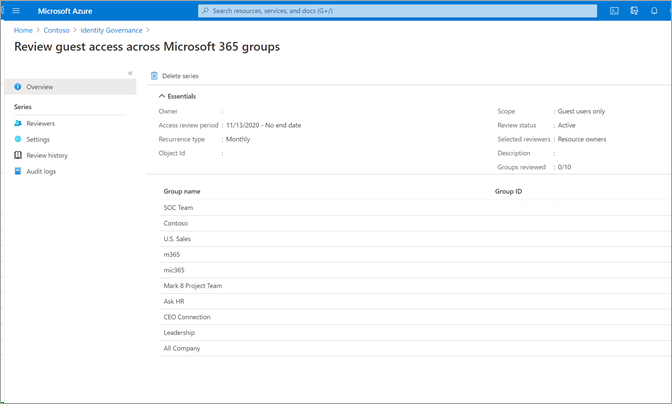 Microsoft Azure
Search resources, services, and docs (G+/)
Home > Contoso > Identity Governance >
Review guest access across Microsoft 365 groups
«
Overview
Series
Reviewers
Settings
Review history
Audit logs
Delete series
Essentials
Owner :
Access review period : 11/13/2020 - No end date
Recurrence type : Monthly
Object Id :
Scope : Guest users only
Review status : Active
Selected reviewers : Resource owners
Description :
Groups reviewed : 0/10
Group name Group ID
SOC Team
Contoso
U.S. Sales
m365
mic365
Mark 8 Project Team
Ask HR
CEO Connection
Leadership
All Company